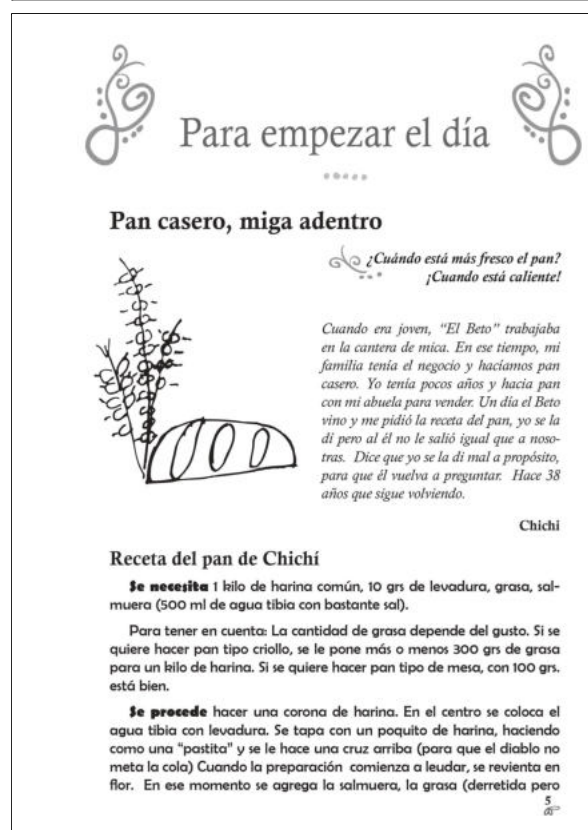 Para empezar el día
Pan casero, miga adentro
¿Cuándo está más fresco el pan?
¡Cuando está caliente!
Cuando era joven, “El Beto” trabajaba
en la cantera de mica. En ese tiempo, mi
familia tenía el negocio y hacíamos pan
casero. Yo tenía pocos años y hacia pan
con mi abuela para vender. Un día el Beto
vino y me pidió la receta del pan, yo se la
di pero al él no le salió igual que a noso-
tras. Dice que yo se la di mal a propósito,
para que él vuelva a preguntar. Hace 38
años que sigue volviendo.
Chichi
Receta del pan de Chichí
Se necesita 1 kilo de harina común, 10 grs de levadura, grasa, sal-
muera (500 ml de agua tibia con bastante sal).
Para tener en cuenta: La cantidad de grasa depende del gusto. Si se
quiere hacer pan tipo criollo, se le pone más o menos 300 grs de grasa
para un kilo de harina. Si se quiere hacer pan tipo de mesa, con 100 grs.
está bien.
Se procede hacer una corona de harina. En el centro se coloca el
agua tibia con levadura. Se tapa con un poquito de harina, haciendo
como una “pastita” y se le hace una cruz arriba (para que el diablo no
meta la cola) Cuando la preparación comienza a leudar, se revienta en
flor. En ese momento se agrega la salmuera, la grasa (derretida pero
5